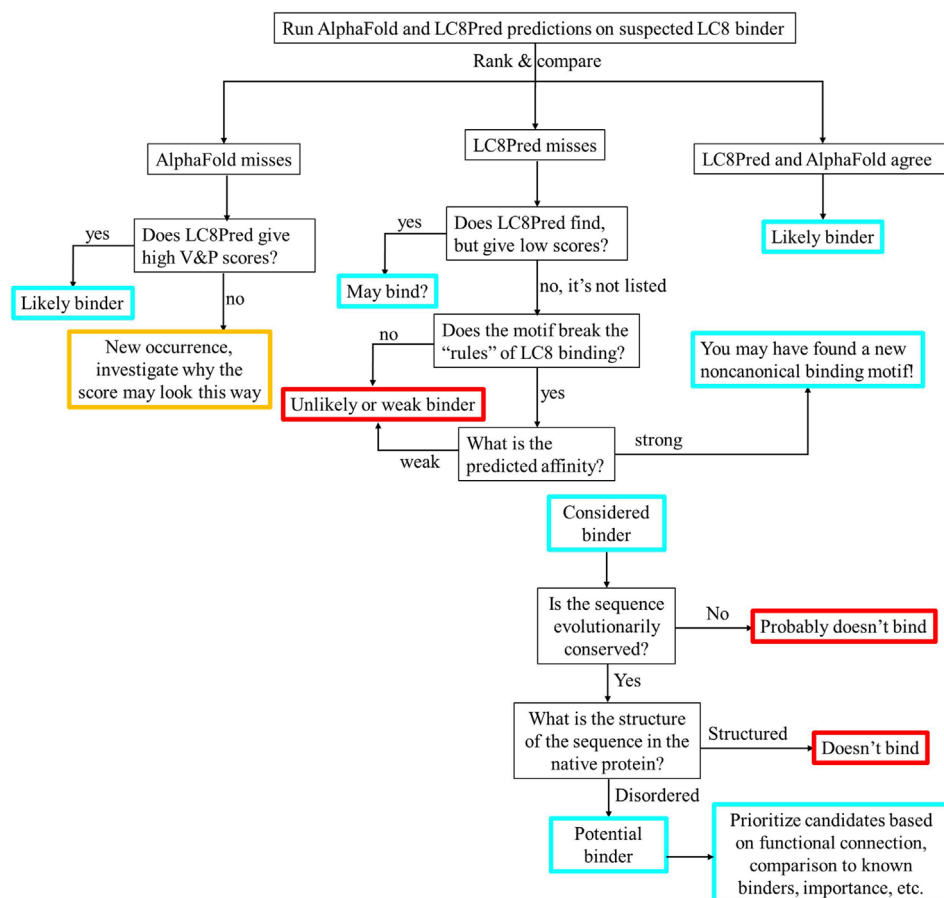 Run AlphaFold and LC8Pred predictions on suspected LC8 binder
Rank & compare
AlphaFold misses
LC8Pred misses
LC8Pred and AlphaFold agree
yes
Does LC8Pred give
high V&P scores?
yes
Does LC8Pred find,
but give low scores?
Likely binder
Likely binder
no
May bind?
no, it's not listed
New occurrence,
investigate why the
score may look this way
no
Does the motif break the
“rules” of LC8 binding?
You may have found a new
noncanonical binding motif!
Unlikely or weak binder
yes
weak
What is the
predicted affinity?
strong
Considered
binder
Is the sequence
evolutionarily
conserved?
No
Probably doesn't bind
Yes
What is the structure
of the sequence in the
native protein?
Structured
Doesn't bind
Disordered
Potential
binder
Prioritize candidates based
on functional connection,
comparison to known
binders, importance, etc.